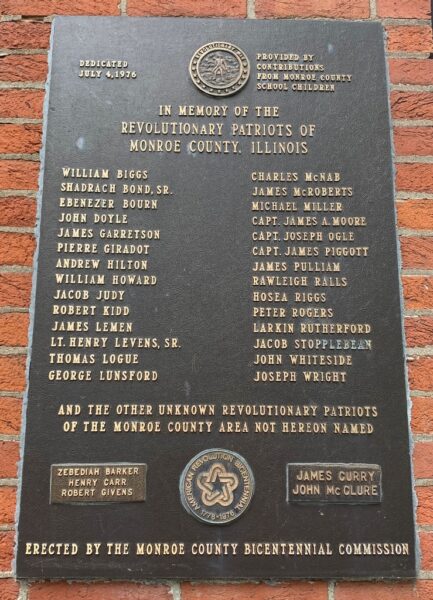 DEDICATED
JULY 4, 1976
PROVIDED BY
CONTRIBUTIONS
FROM MONROE COUNTY
SCHOOL CHILDREN
IN MEMORY OF THE
REVOLUTIONARY PATRIOTS OF
MONROE COUNTY, ILLINOIS
WILLIAM BIGGS
SHADRACH BOND, SR.
EBENEZER BOURN
JOHN DOYLE
JAMES GARRETSON
PIERRE GIRADOT
ANDREW HILTON
WILLIAM HOWARD
JACOB JUDY
ROBERT KIDD
JAMES LEMEN
LT. HENRY LEVENS, SR.
THOMAS LOGUE
GEORGE LUNSFORD
CHARLES McNAB
JAMES McROBERTS
MICHAEL MILLER
CAPT. JAMES A. MOORE
CAPT. JOSEPH OGLE
CAPT. JAMES PIGGOTT
JAMES PULLIAM
RAWLEIGH RALLS
HOSEA RIGGS
PETER ROGERS
LARKIN RUTHERFORD
JACOB STOPPLEBEAN
JOHN WHITESIDE
JOSEPH WRIGHT
AND THE OTHER UNKNOWN REVOLUTIONARY PATRIOTS
OF THE MONROE COUNTY AREA NOT HEREON NAMED
ZEBEDIAH BARKER
HENRY CARR
ROBERT GIVENS
AMERICAN REVOLUTION BICENTENNIAL
1776-1976
JAMES CURRY
JOHN McCLURE
ERECTED BY THE MONROE COUNTY BICENTENNIAL COMMISSION